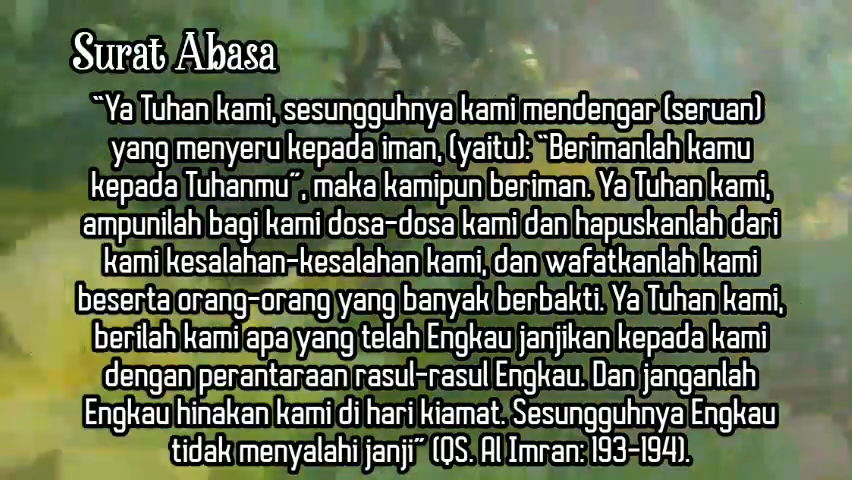 Surat Abasa
“Ya Tuhan kami, sesungguhnya kami mendengar (seruan)
yang menyeru kepada iman, (yaitu): “Berimanlah kamu
kepada Tuhanmu”, maka kamipun beriman. Ya Tuhan kami,
ampunilah bagi kami dosa-dosa kami dan hapuskanlah dari
kami kesalahan-kesalahan kami, dan wafatkanlah kami
beserta orang-orang yang banyak berbakti. Ya Tuhan kami,
berilah kami apa yang telah Engkau janjikan kepada kami
dengan perantaraan rasul-rasul Engkau. Dan janganlah
Engkau hinakan kami di hari kiamat. Sesungguhnya Engkau
tidak menyalahi janji” (QS. Al Imran: 193-194).